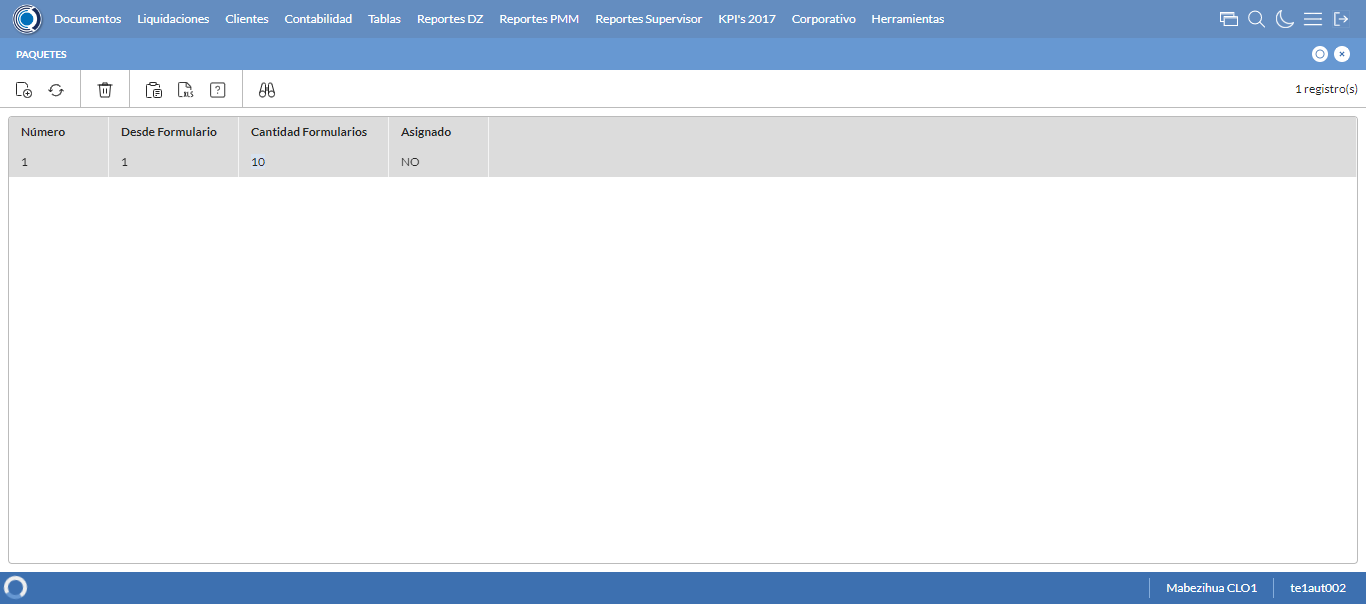 Documentos Liquidaciones Clientes Contabilidad Tablas Reportes DZ Reportes PMM Reportes Supervisor KPI's 2017 Corporativo Herramientas
PAQUETES
XLS ? 1 registro(s)
Número Desde Formulario Cantidad Formularios Asignado
1 1 10 NO
Mabezihua CLO1 te1aut002